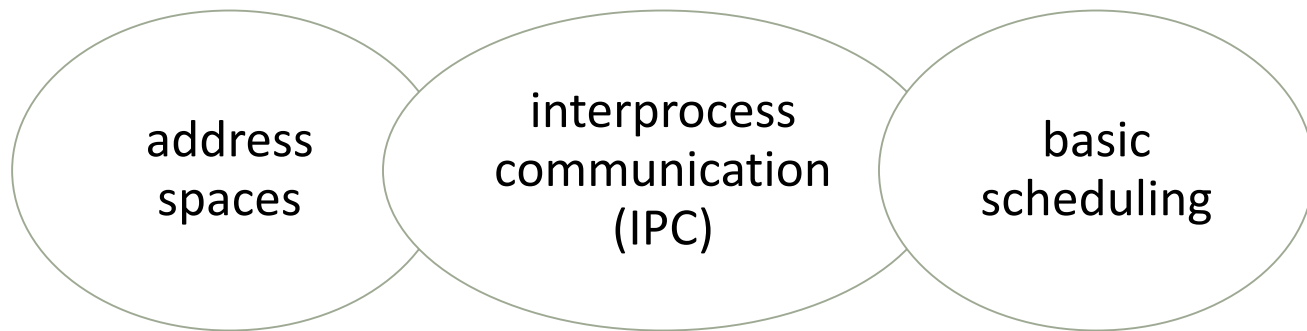 address
spaces
interprocess
communication
(IPC)
basic
scheduling